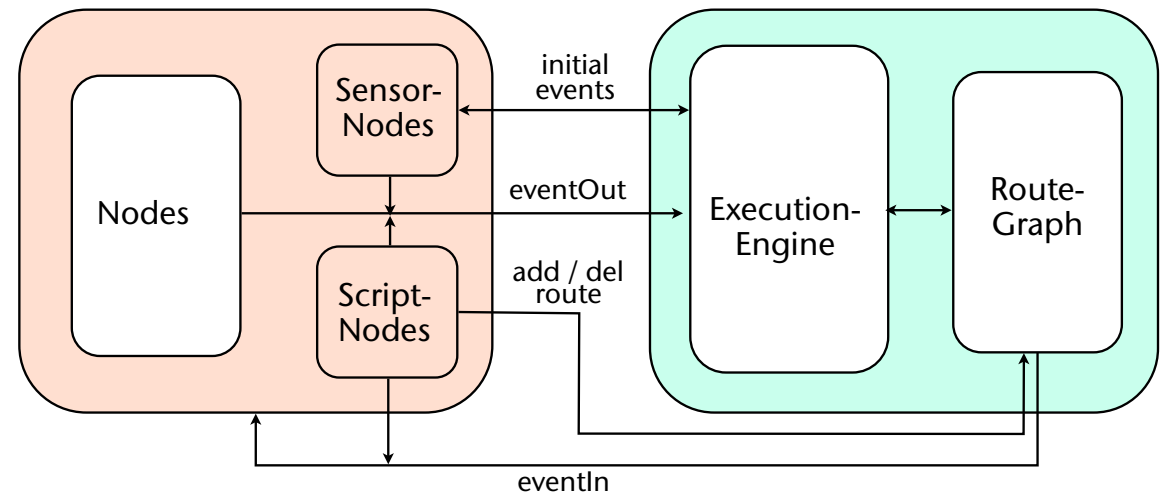 initial
events
Sensor-
Nodes
eventOut
Nodes
Execution-
Engine
Route-
Graph
add / del
route
Script-
Nodes
eventIn